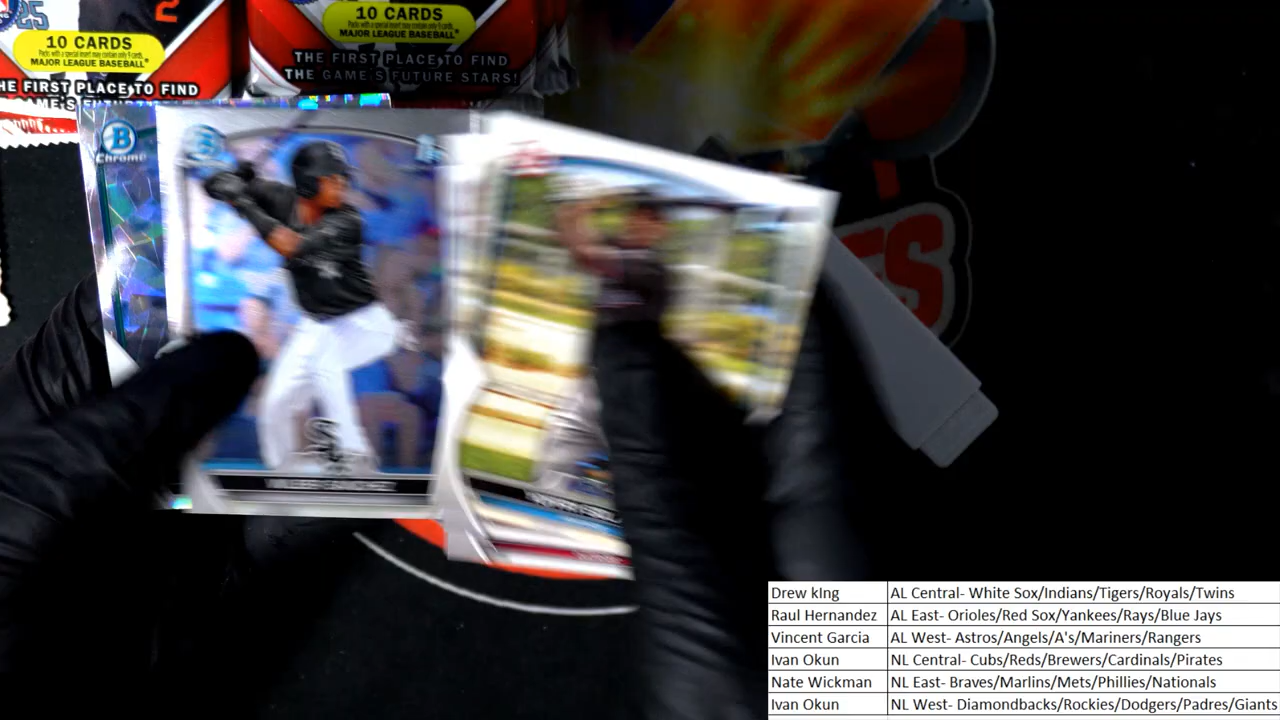 25
2
10 CARDS
MAJOR LEAGUE BASEBALL
HE FIRST PLACE TO FIND
10 CARDS
MAJOR LEAGUE BASEBALL
THE FIRST PLACE TO FIND
THE GAME'S FUTURE STARS!
B
Chrome
ES
Drew kIng AL Central- White Sox/Indians/Tigers/Royals/Twins
Raul Hernandez AL East- Orioles/Red Sox/Yankees/Rays/Blue Jays
Vincent Garcia AL West- Astros/Angels/A's/Mariners/Rangers
Ivan Okun NL Central- Cubs/Reds/Brewers/Cardinals/Pirates
Nate Wickman NL East- Braves/Marlins/Mets/Phillies/Nationals
Ivan Okun NL West- Diamondbacks/Rockies/Dodgers/Padres/Giants